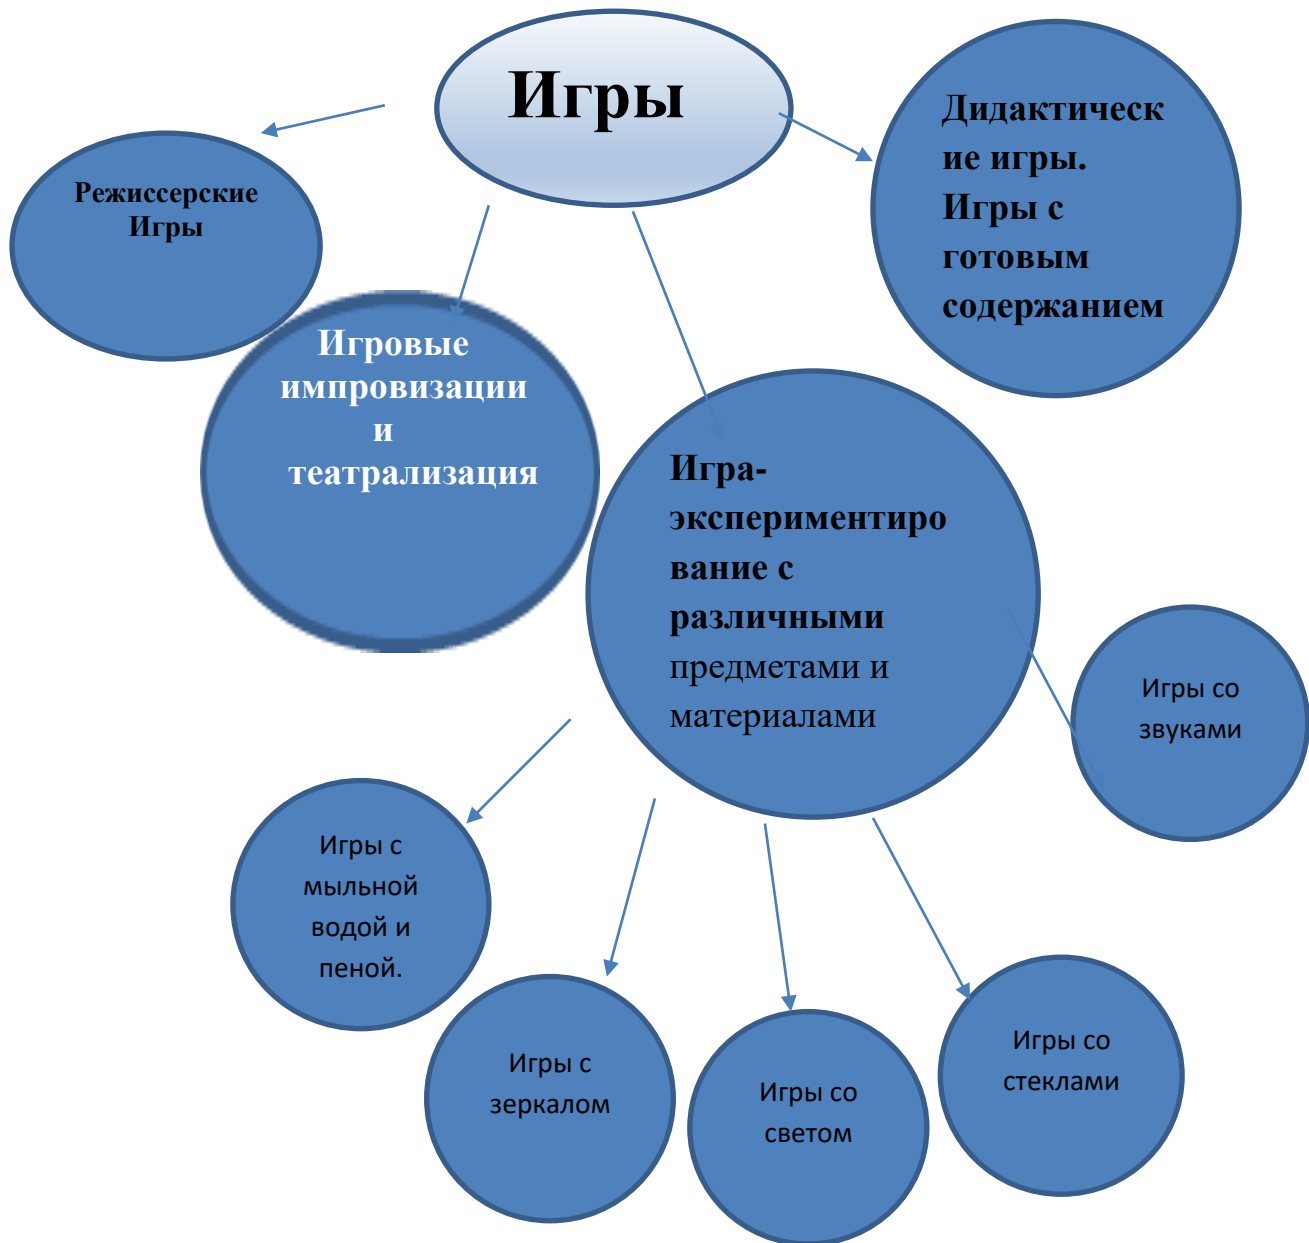 Игры
Режиссерские
Игры
Дидактическ
ие игры.
Игры с
готовым
содержанием
Игровые
импровизации
и
театрализация
Игра-
экспериментиро
вание с
различными
предметами и
материалами
Игры со
звуками
Игры с
мыльной
водой и
пеной.
Игры с
зеркалом
Игры со
светом
Игры со
стеклами